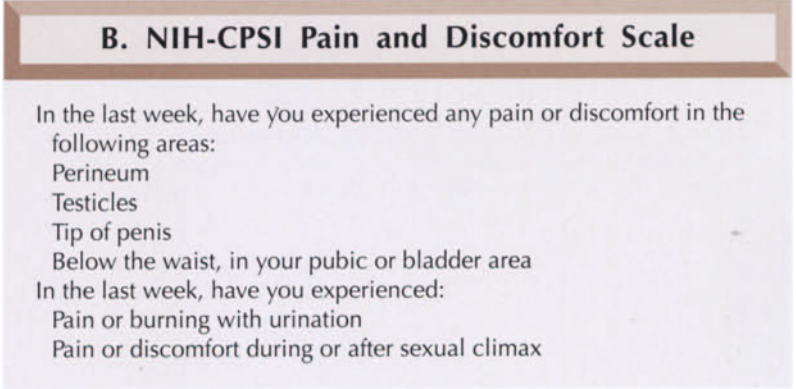 B. NIH-CPSI Pain and Discomfort Scale
In the last week, have you experienced any pain or discomfort in the
following areas:
Perineum
Testicles
Tip of penis
Below the waist, in your pubic or bladder area
In the last week, have you experienced:
Pain or burning with urination
Pain or discomfort during or after sexual climax